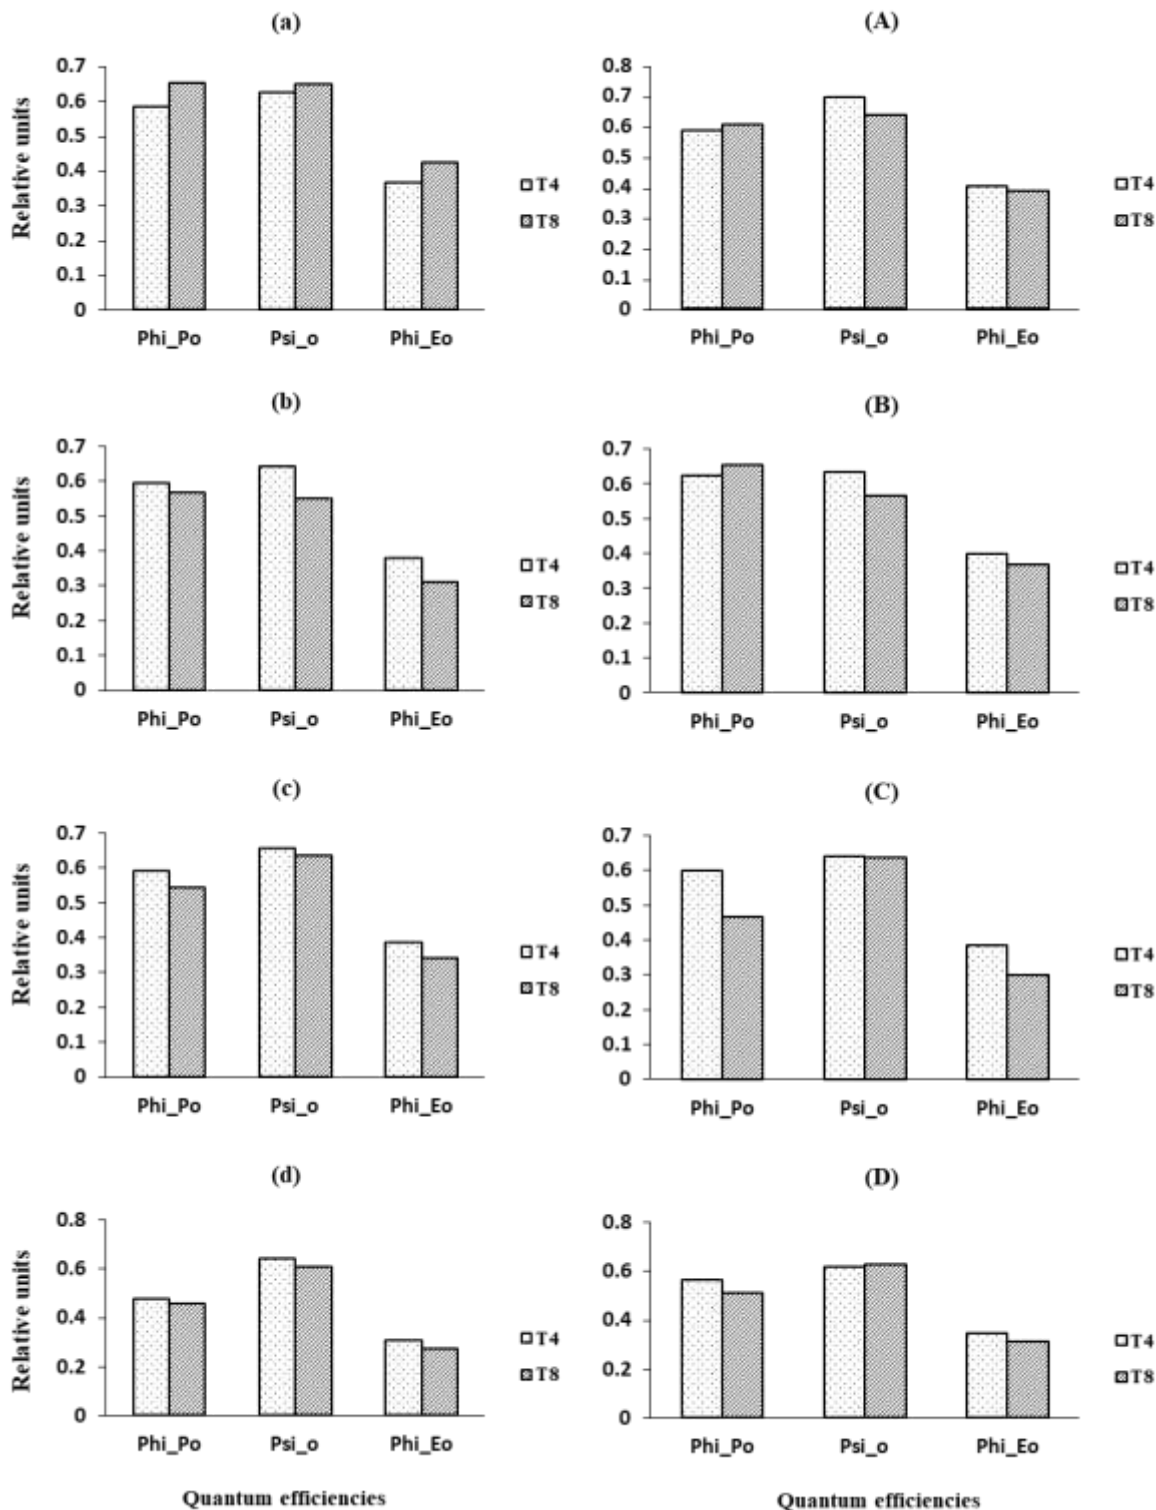 (a)
Relative units
0.7
0.6
0.5
0.4
0.3
0.2
0.1
0
Phi_Po Psi_o Phi_Eo
T4
T8
(A)
0.8
0.7
0.6
0.5
0.4
0.3
0.2
0.1
0
Phi_Po Psi_o Phi_Eo
T4
T8
(b)
Relative units
0.7
0.6
0.5
0.4
0.3
0.2
0.1
0
Phi_Po Psi_o Phi_Eo
T4
T8
(B)
0.7
0.6
0.5
0.4
0.3
0.2
0.1
0
Phi_Po Psi_o Phi_Eo
T4
T8
(c)
Relative units
0.7
0.6
0.5
0.4
0.3
0.2
0.1
0
Phi_Po Psi_o Phi_Eo
T4
T8
(C)
0.7
0.6
0.5
0.4
0.3
0.2
0.1
0
Phi_Po Psi_o Phi_Eo
T4
T8
(d)
Relative units
0.8
0.6
0.4
0.2
0
Phi_Po Psi_o Phi_Eo
T4
T8
Quantum efficiencies
(D)
0.8
0.6
0.4
0.2
0
Phi_Po Psi_o Phi_Eo
T4
T8
Quantum efficiencies